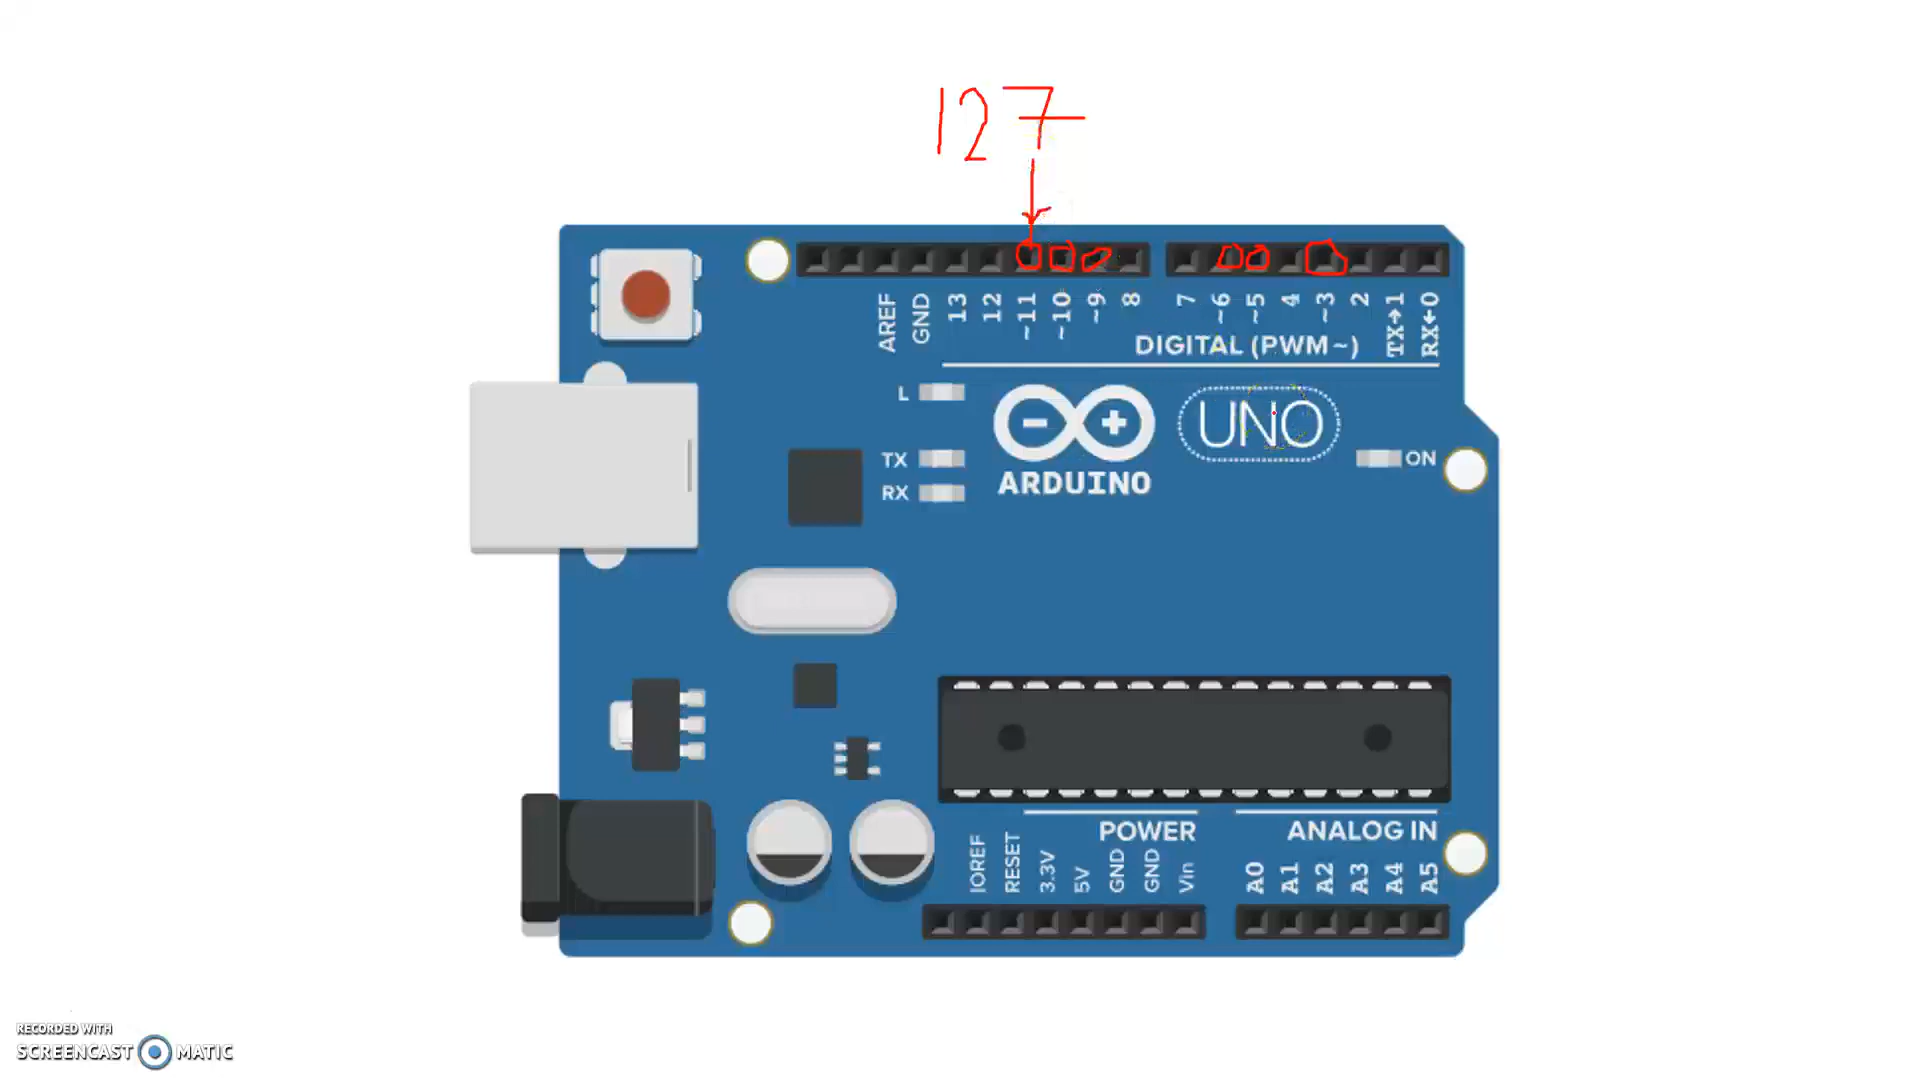 127
AREF
GND
13
12
~11
~10
~9
8
7
~6
~5
4
~3
2
TX→1
RX←0
DIGITAL (PWM~)
L
TX
RX
ARDUINO
UNO
ON
POWER
ANALOG IN
IOREF
RESET
3.3V
5V
GND
GND
Vin
A0
A1
A2
A3
A4
A5
RECORDED WITH
SCREENCAST MATIC